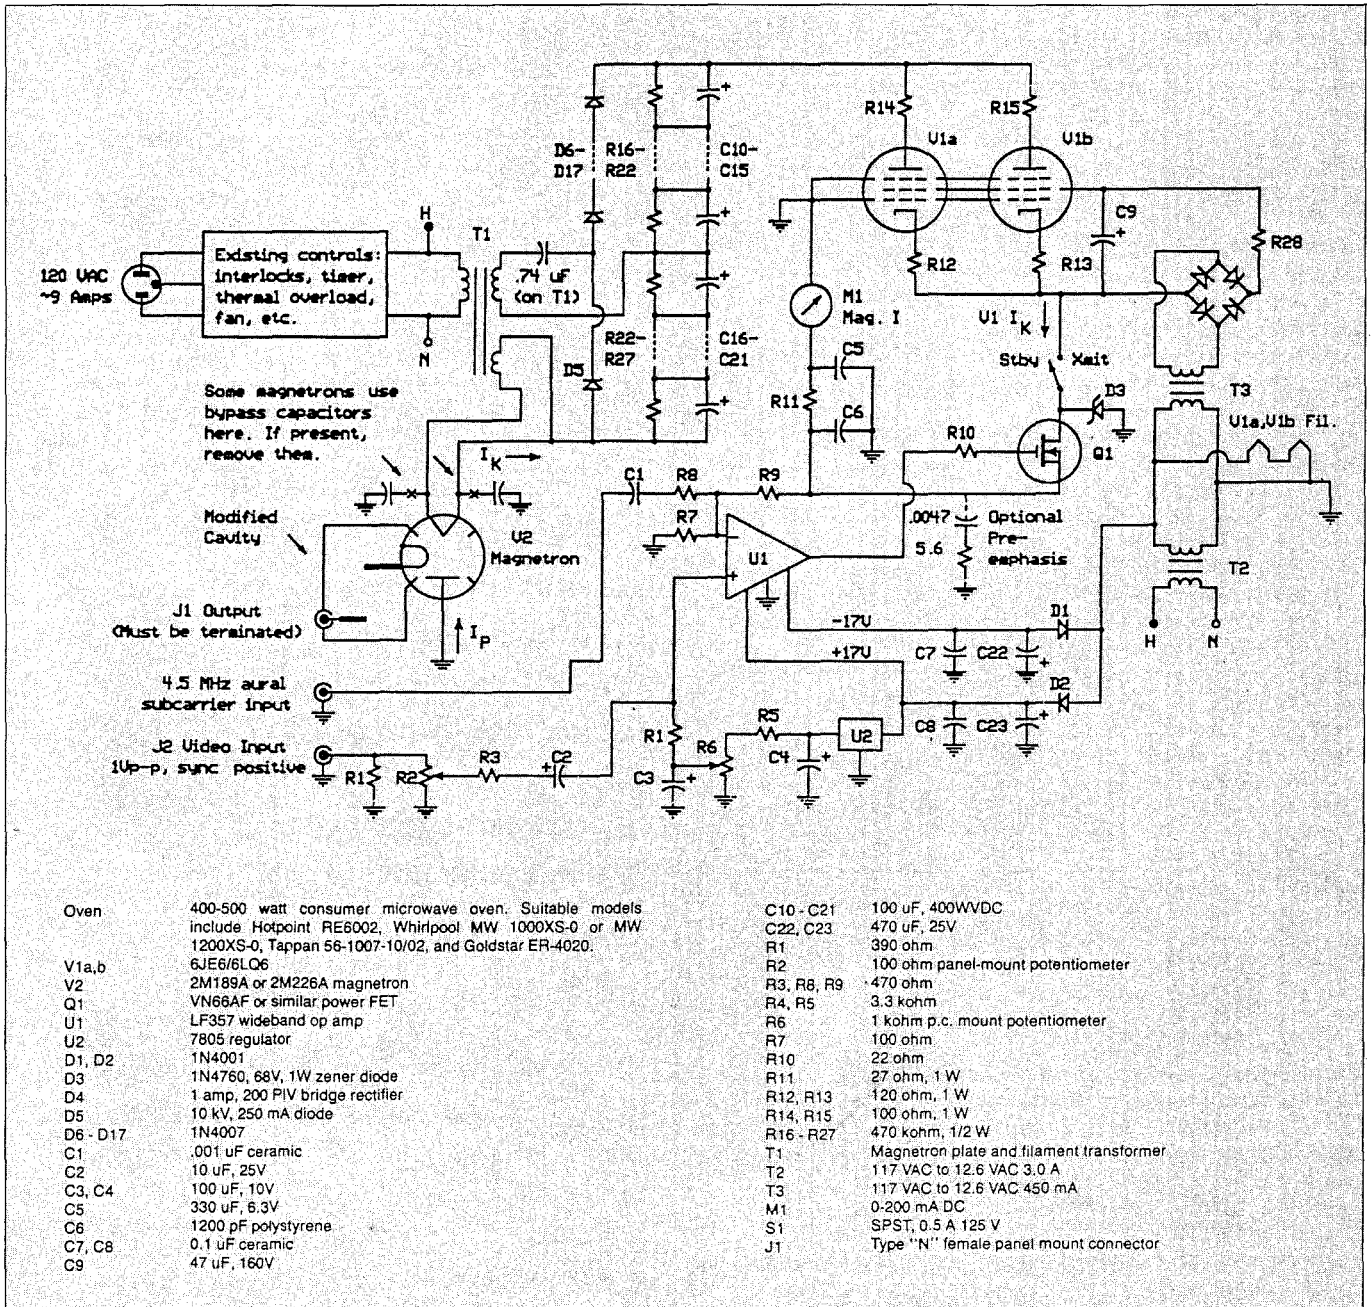 R14
R15
V1a
V1b
D6-
D17
R16-
R22
C10-
C15
H
T1
C9
R28
120 VAC
~9 Amps
Existing controls:
interlocks, timer,
thermal overload,
fan, etc.
.74 uF
(on T1)
R12
R13
M1
Mag. I
V1 I
K
N
R22-
R27
C16-
C21
Stby
Xmit
D5
C5
D3
T3
Some magnetrons use
bypass capacitors
here. If present,
remove them.
R11
C6
V1a,V1b Fil.
R10
Q1
I
K
C1
R8
R9
Modified
Cavity
V2
Magnetron
R7
U1
.0047
5.6
Optional
Pre-
emphasis
T2
J1 Output
(Must be terminated)
I
P
-17V
+17V
D1
C7
C22
H
N
4.5 MHz aural
subcarrier input
D2
R1
R5
R6
U2
C8
C23
J2 Video Input
1Vp-p, sync positive
R3
C2
C4
R1
R2
C3
Oven 400-500 watt consumer microwave oven. Suitable models
include Hotpoint RE6002, Whirlpool MW 1000XS-0 or MW
1200XS-0, Tappan 56-1007-10/02, and Goldstar ER-4020.
V1a,b 6JE6/6LQ6
V2 2M189A or 2M226A magnetron
Q1 VN66AF or similar power FET
U1 LF357 wideband op amp
U2 7805 regulator
D1, D2 1N4001
D3 1N4760, 68V, 1W zener diode
D4 1 amp, 200 PIV bridge rectifier
D5 10 kV, 250 mA diode
D6 - D17 1N4007
C1 .001 uF ceramic
C2 10 uF, 25V
C3, C4 100 uF, 10V
C5 330 uF, 6.3V
C6 1200 pF polystyrene
C7, C8 0.1 uF ceramic
C9 47 uF, 160V
C10 - C21 100 uF, 400WVDC
C22, C23 470 uF, 25V
R1 390 ohm
R2 100 ohm panel-mount potentiometer
R3, R8, R9 470 ohm
R4, R5 3.3 kohm
R6 1 kohm p.c. mount potentiometer
R7 100 ohm
R10 22 ohm
R11 27 ohm, 1 W
R12, R13 120 ohm, 1 W
R14, R15 100 ohm, 1 W
R16 - R27 470 kohm, 1/2 W
T1 Magnetron plate and filament transformer
T2 117 VAC to 12.6 VAC 3.0 A
T3 117 VAC to 12.6 VAC 450 mA
M1 0-200 mA DC
S1 SPST, 0.5 A 125 V
J1 Type "N" female panel mount connector